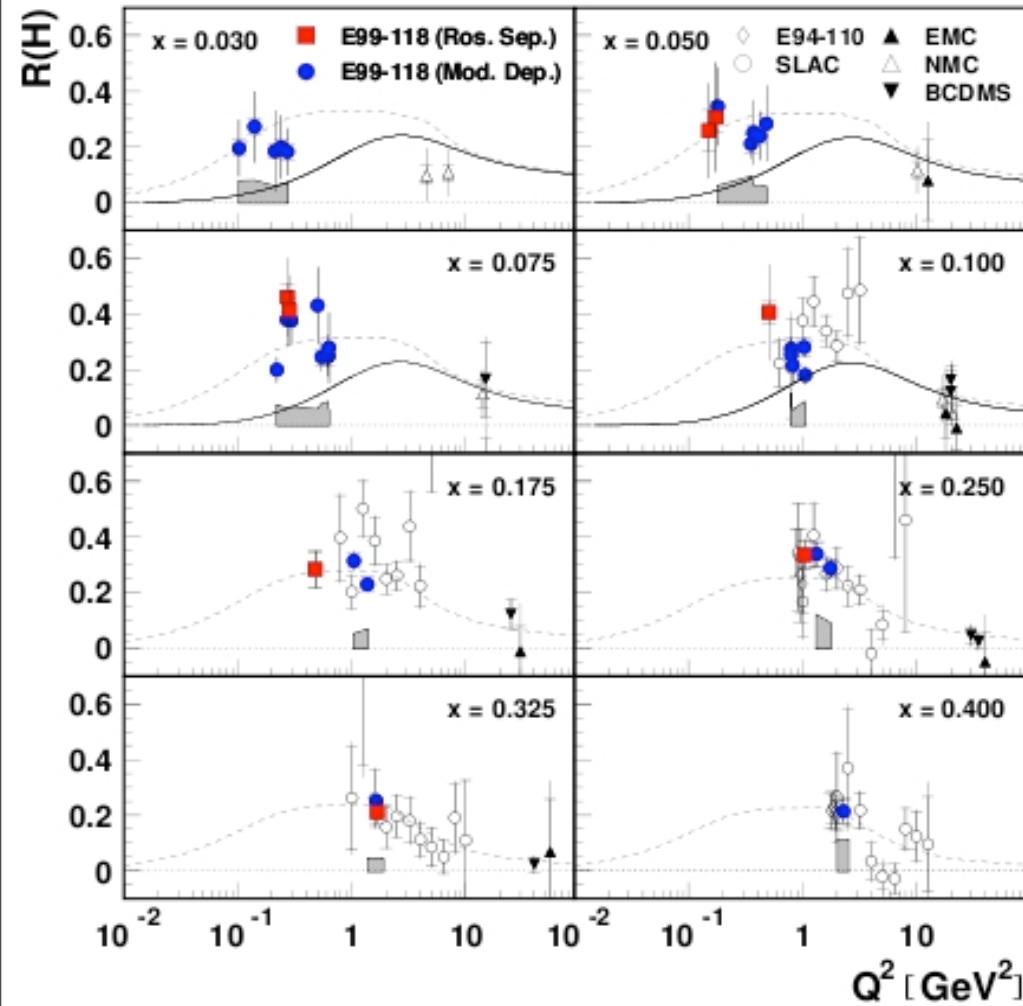 R(H)
x = 0.030
E99-118 (Ros. Sep.)
E99-118 (Mod. Dep.)
x = 0.050
E94-110
SLAC
EMC
NMC
BCDMS
0.6
0.4
0.2
0
x = 0.075
x = 0.100
0.6
0.4
0.2
0
x = 0.175
x = 0.250
0.6
0.4
0.2
0
x = 0.325
x = 0.400
0.6
0.4
0.2
0
10⁻² 10⁻¹ 1 10 10⁻² 10⁻¹ 1 10
Q² [GeV²]